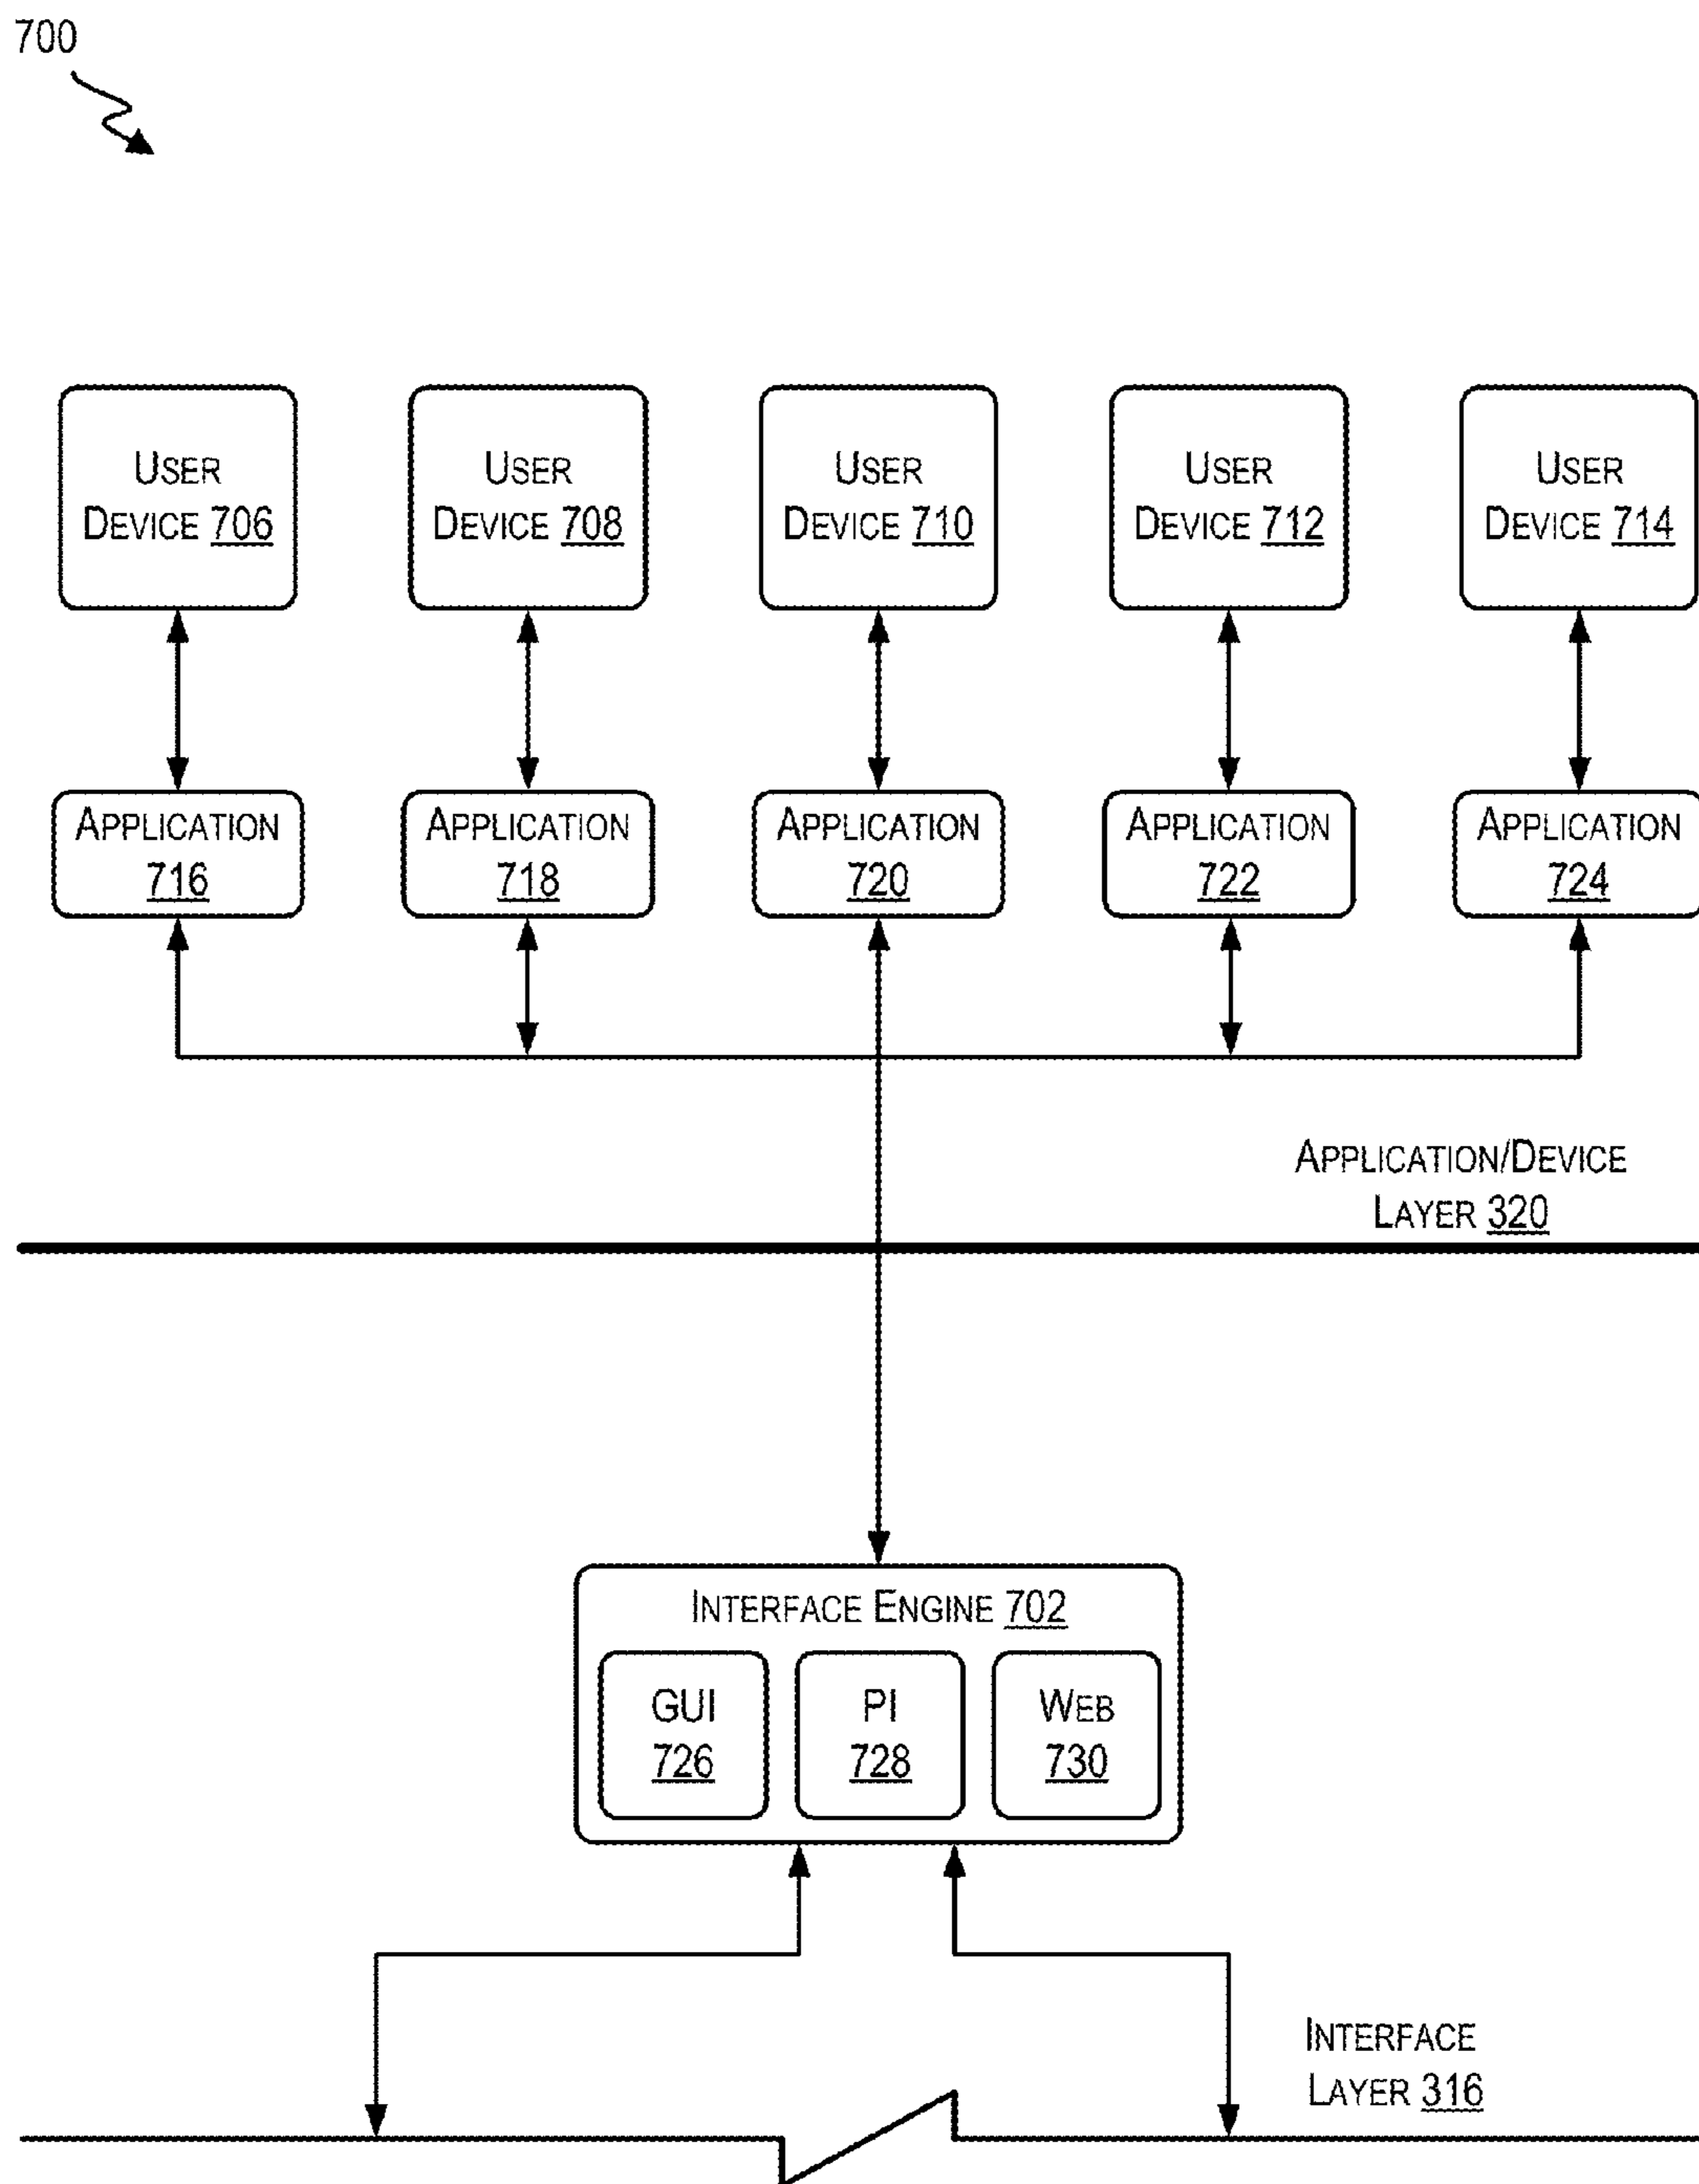 700
USER
DEVICE 706
USER
DEVICE 708
USER
DEVICE 710
USER
DEVICE 712
USER
DEVICE 714
APPLICATION
716
APPLICATION
718
APPLICATION
720
APPLICATION
722
APPLICATION
724
APPLICATION/DEVICE
LAYER 320
INTERFACE ENGINE 702
GUI
726
PI
728
WEB
730
INTERFACE
LAYER 316